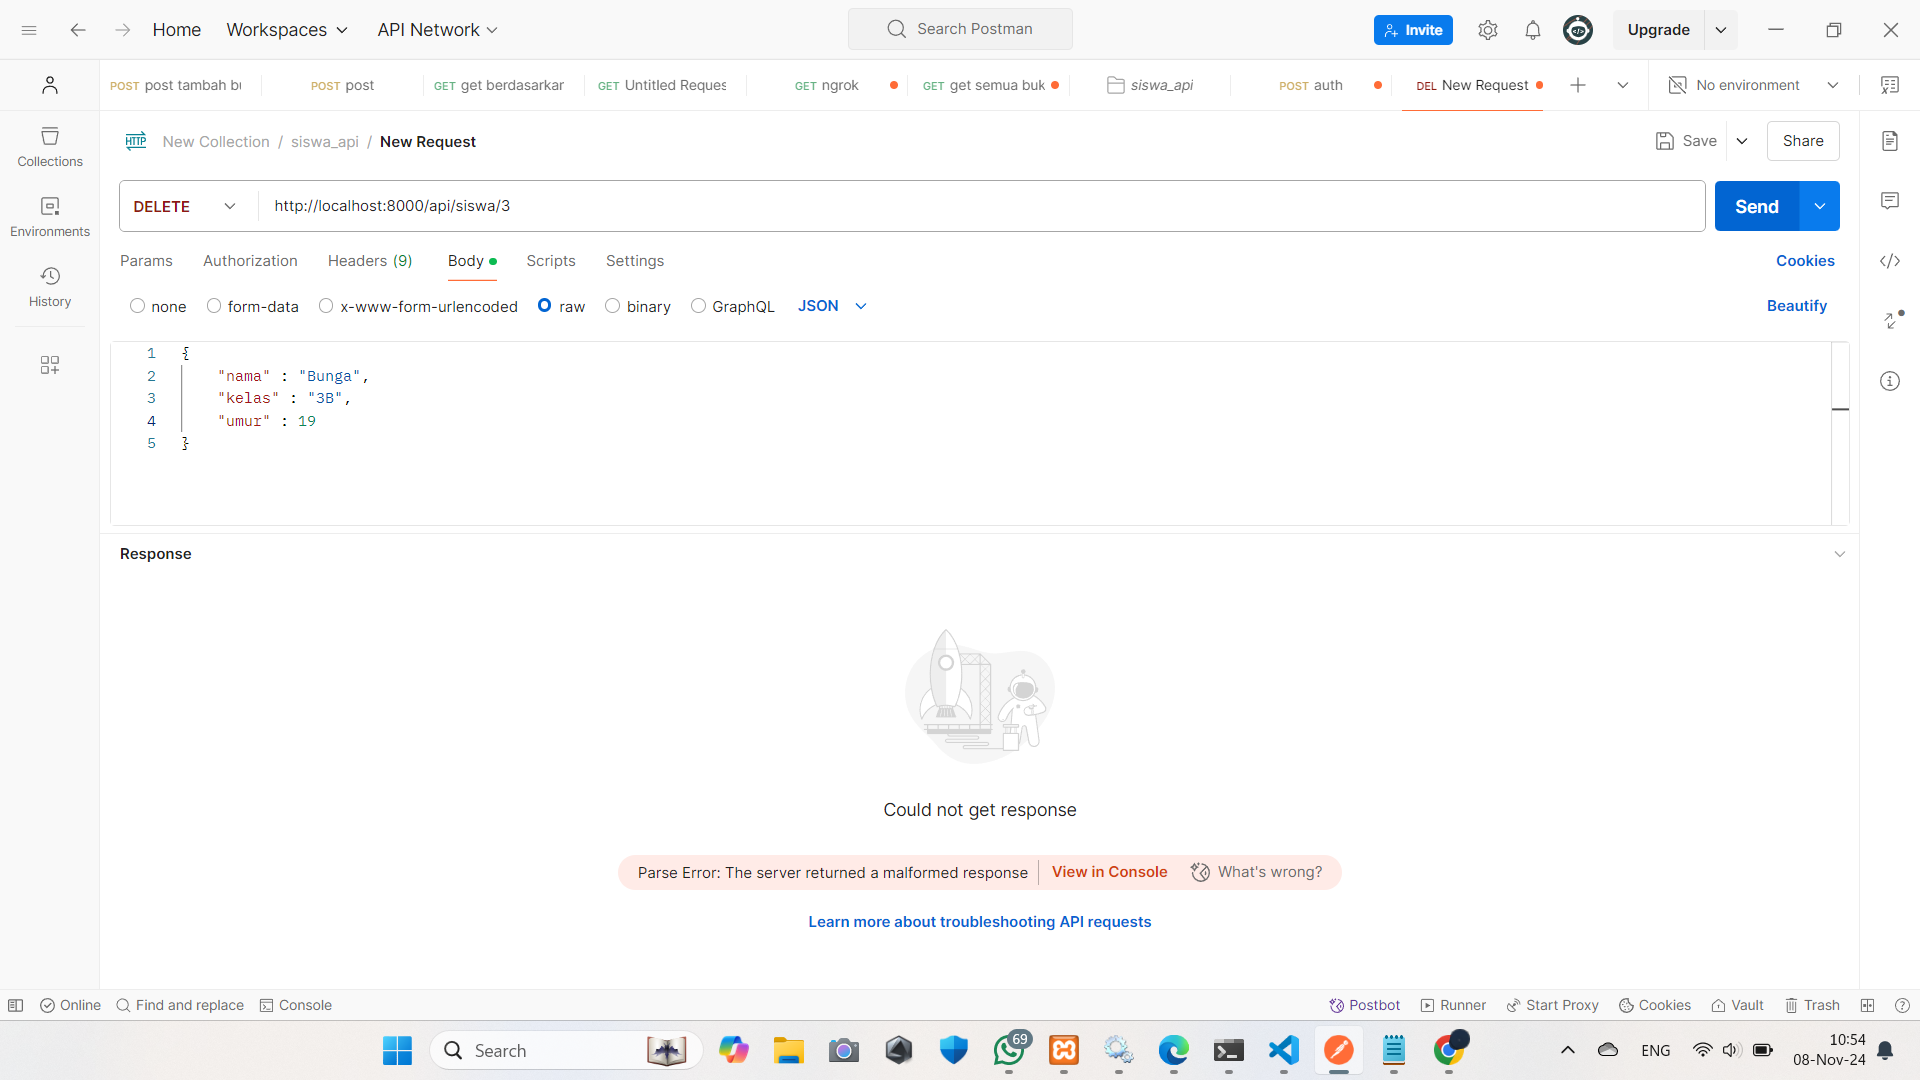 Home Workspaces API Network Search Postman Invite Upgrade
POST post tambah bu POST post GET get berdasarkan GET Untitled Reques GET ngrok GET get semua buk siswa_api POST auth DEL New Request No environment
HTTP New Collection / siswa_api / New Request Save Share
DELETE http://localhost:8000/api/siswa/3 Send
Collections
Environments
History
Params Authorization Headers (9) Body Scripts Settings Cookies
none form-data x-www-form-urlencoded raw binary GraphQL JSON Beautify
1 {
2 "nama" : "Bunga",
3 "kelas" : "3B",
4 "umur" : 19
5 }
Response
Could not get response
Parse Error: The server returned a malformed response View in Console What's wrong?
Learn more about troubleshooting API requests
Online Find and replace Console Postbot Runner Start Proxy Cookies Vault Trash
Search 69 ENG 10:54
08-Nov-24